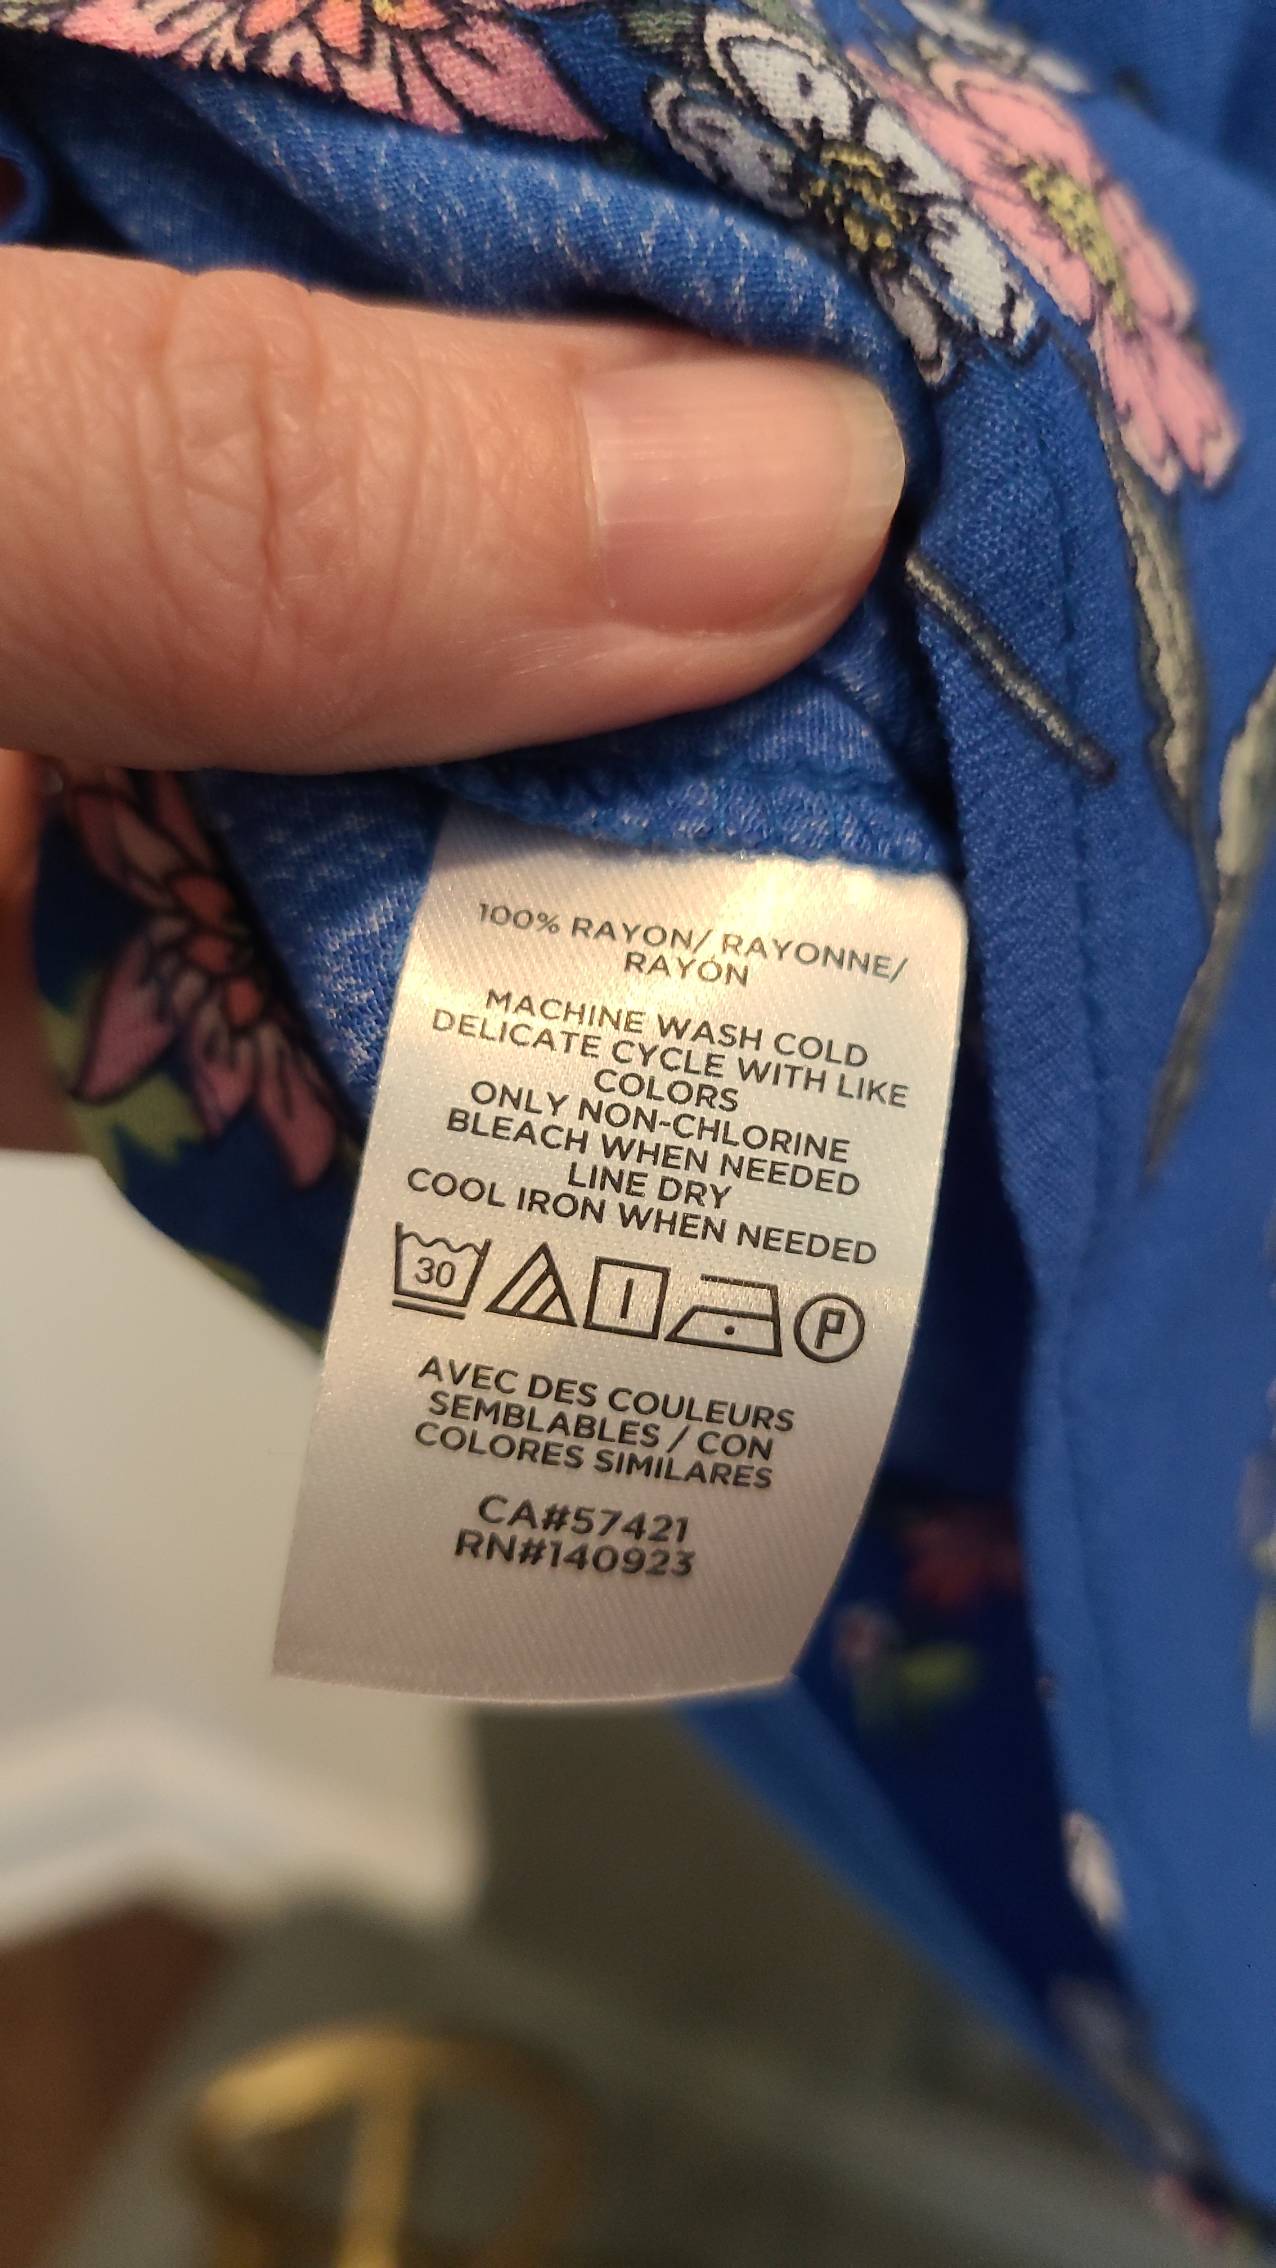 100% RAYON/ RAYONNE/
RAYÓN
MACHINE WASH COLD
DELICATE CYCLE WITH LIKE
COLORS
ONLY NON-CHLORINE
BLEACH WHEN NEEDED
LINE DRY
COOL IRON WHEN NEEDED
30 P
AVEC DES COULEURS
SEMBLABLES / CON
COLORES SIMILARES
CA#57421
RN#140923